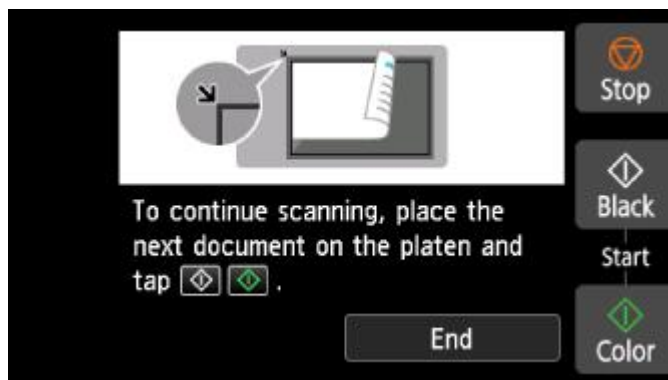 Stop
To continue scanning, place the
next document on the platen and
tap .
Black
Start
End
Color